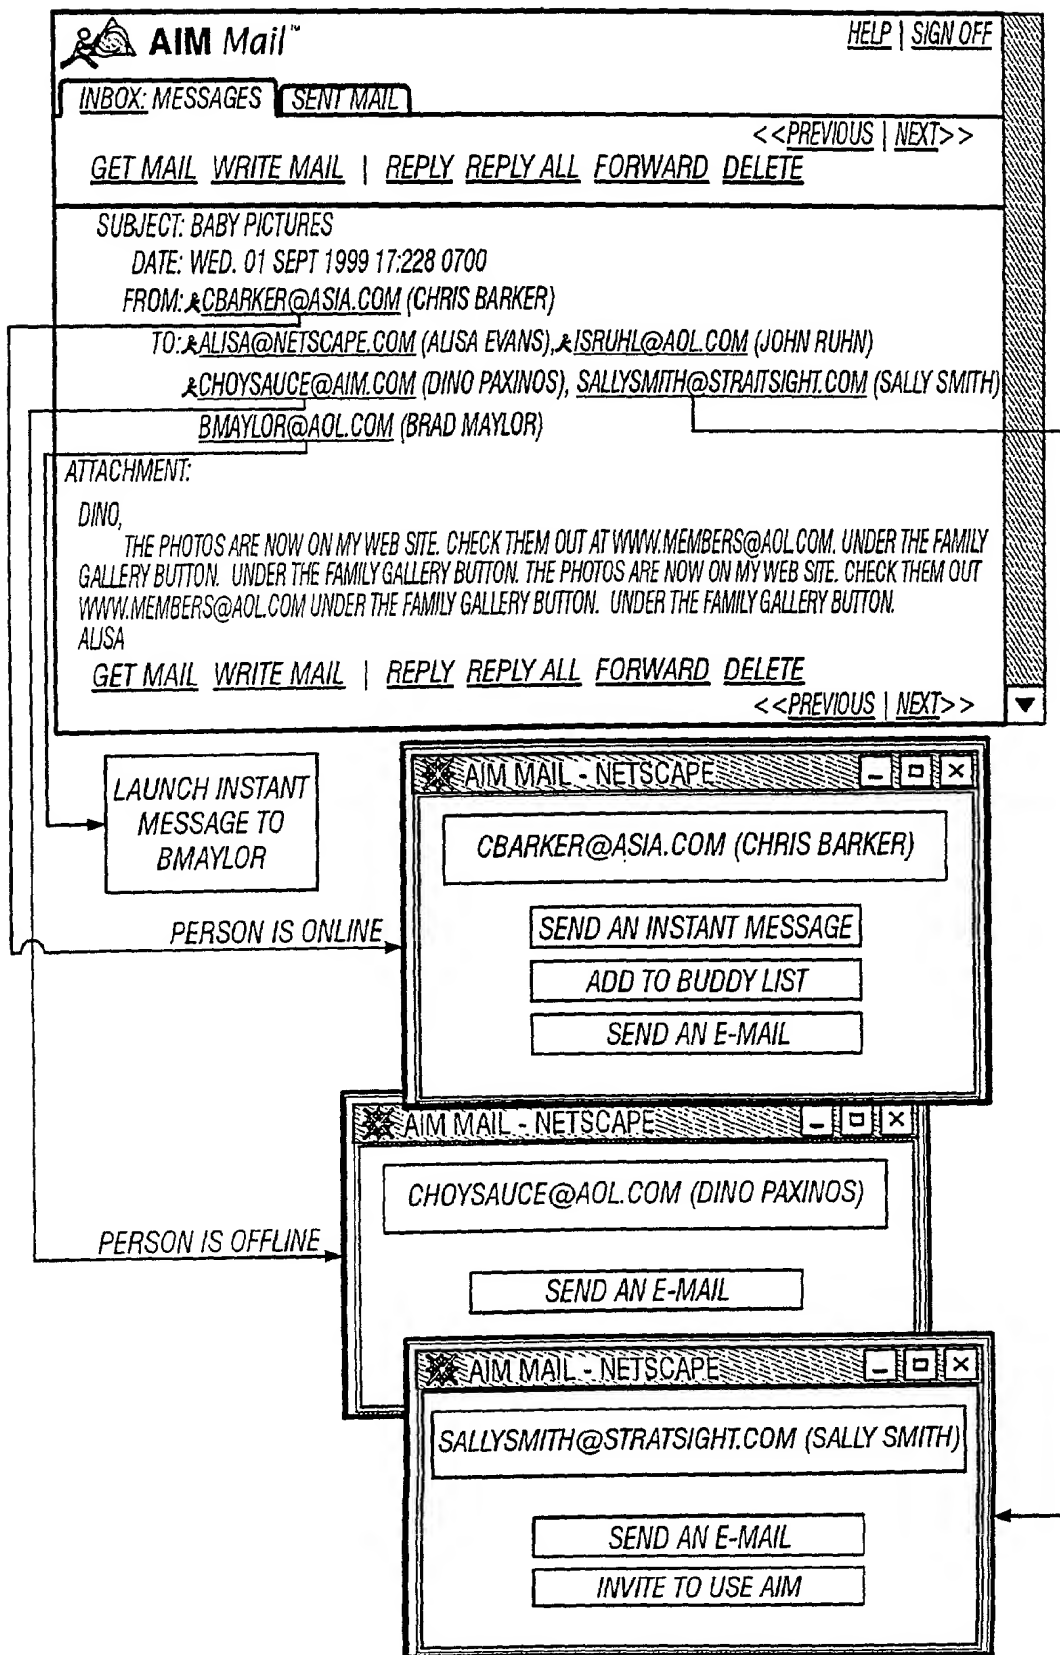 AIM Mail™
HELP | SIGN OFF
INBOX: MESSAGES SENT MAIL
<<PREVIOUS | NEXT>>
GET MAIL WRITE MAIL | REPLY REPLY ALL FORWARD DELETE
SUBJECT: BABY PICTURES
DATE: WED. 01 SEPT 1999 17:228 0700
FROM: CBARKER@ASIA.COM (CHRIS BARKER)
TO: ALISA@NETSCAPE.COM (ALISA EVANS), ISRUHL@AOL.COM (JOHN RUHN)
CHOYSAUCE@AIM.COM (DINO PAXINOS), SALLYSMITH@STRAITSIGHT.COM (SALLY SMITH)
BMAYLOR@AOL.COM (BRAD MAYLOR)
ATTACHMENT:
DINO,
THE PHOTOS ARE NOW ON MY WEB SITE. CHECK THEM OUT AT WWW.MEMBERS@AOL.COM. UNDER THE FAMILY
GALLERY BUTTON. UNDER THE FAMILY GALLERY BUTTON. THE PHOTOS ARE NOW ON MY WEB SITE. CHECK THEM OUT
WWW.MEMBERS@AOL.COM UNDER THE FAMILY GALLERY BUTTON. UNDER THE FAMILY GALLERY BUTTON.
ALISA
GET MAIL WRITE MAIL | REPLY REPLY ALL FORWARD DELETE
<<PREVIOUS | NEXT>>
LAUNCH INSTANT
MESSAGE TO
BMAYLOR
AIM MAIL - NETSCAPE
CBARKER@ASIA.COM (CHRIS BARKER)
PERSON IS ONLINE
SEND AN INSTANT MESSAGE
ADD TO BUDDY LIST
SEND AN E-MAIL
AIM MAIL - NETSCAPE
CHOYSAUCE@AOL.COM (DINO PAXINOS)
PERSON IS OFFLINE
SEND AN E-MAIL
AIM MAIL - NETSCAPE
SALLYSMITH@STRATSIGHT.COM (SALLY SMITH)
SEND AN E-MAIL
INVITE TO USE AIM